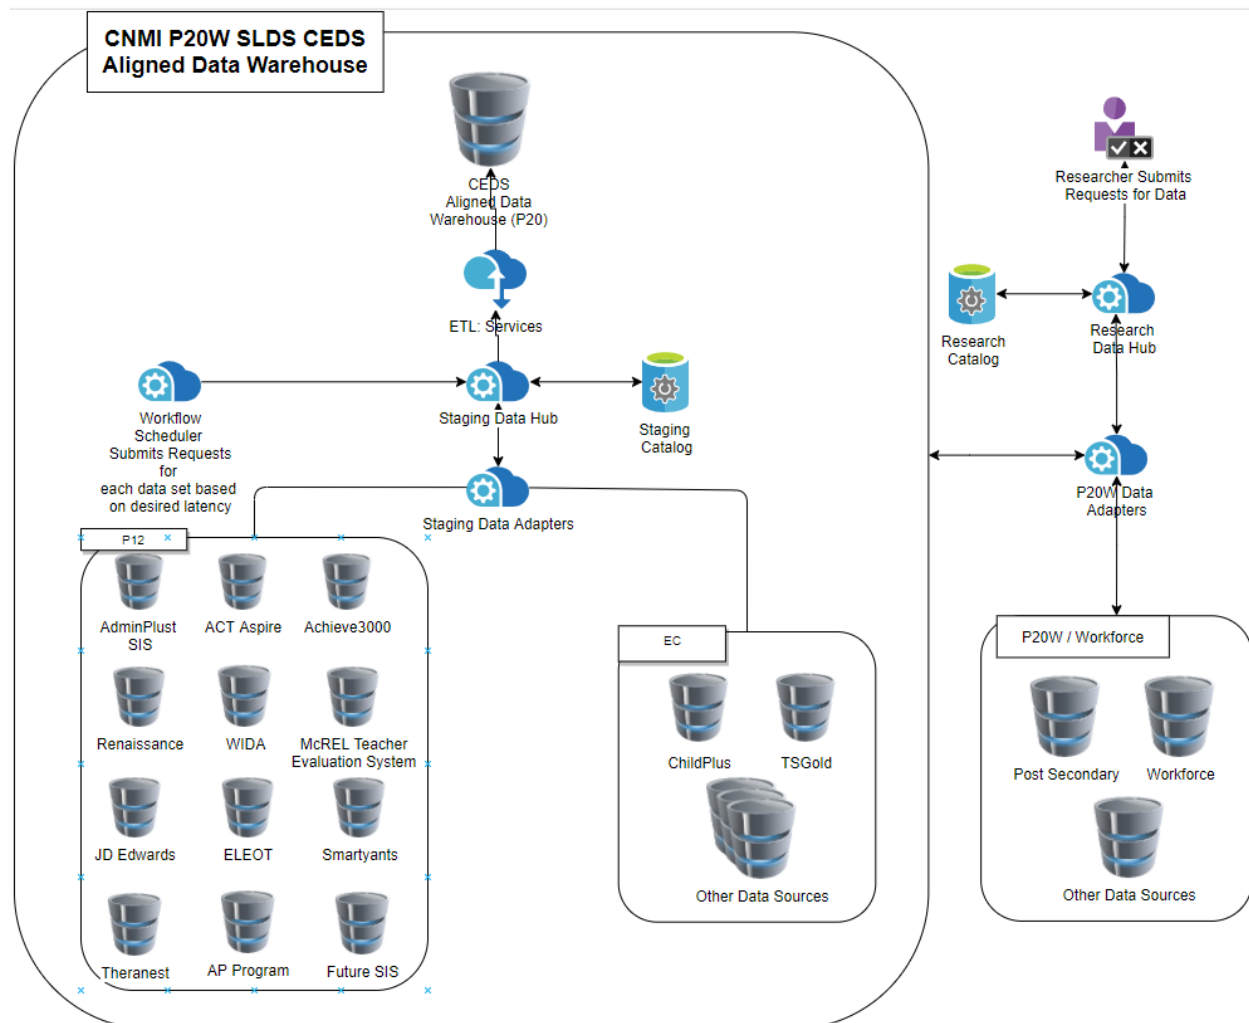 CNMI P20W SLDS CEDS
Aligned Data Warehouse
CEDS
Aligned Data
Warehouse (P20)
ETL: Services
Workflow
Scheduler
Submits Requests
for
each data set based
on desired latency
Staging Data Hub
Staging
Catalog
Staging Data Adapters
P12
AdminPlust
SIS
ACT Aspire
Achieve3000
Renaissance
WIDA
McREL Teacher
Evaluation System
JD Edwards
ELEOT
Smartyants
Theranest
AP Program
Future SIS
EC
ChildPlus
TSGold
Other Data Sources
Researcher Submits
Requests for Data
Research
Catalog
Research
Data Hub
P20W Data
Adapters
P20W / Workforce
Post Secondary
Workforce
Other Data Sources